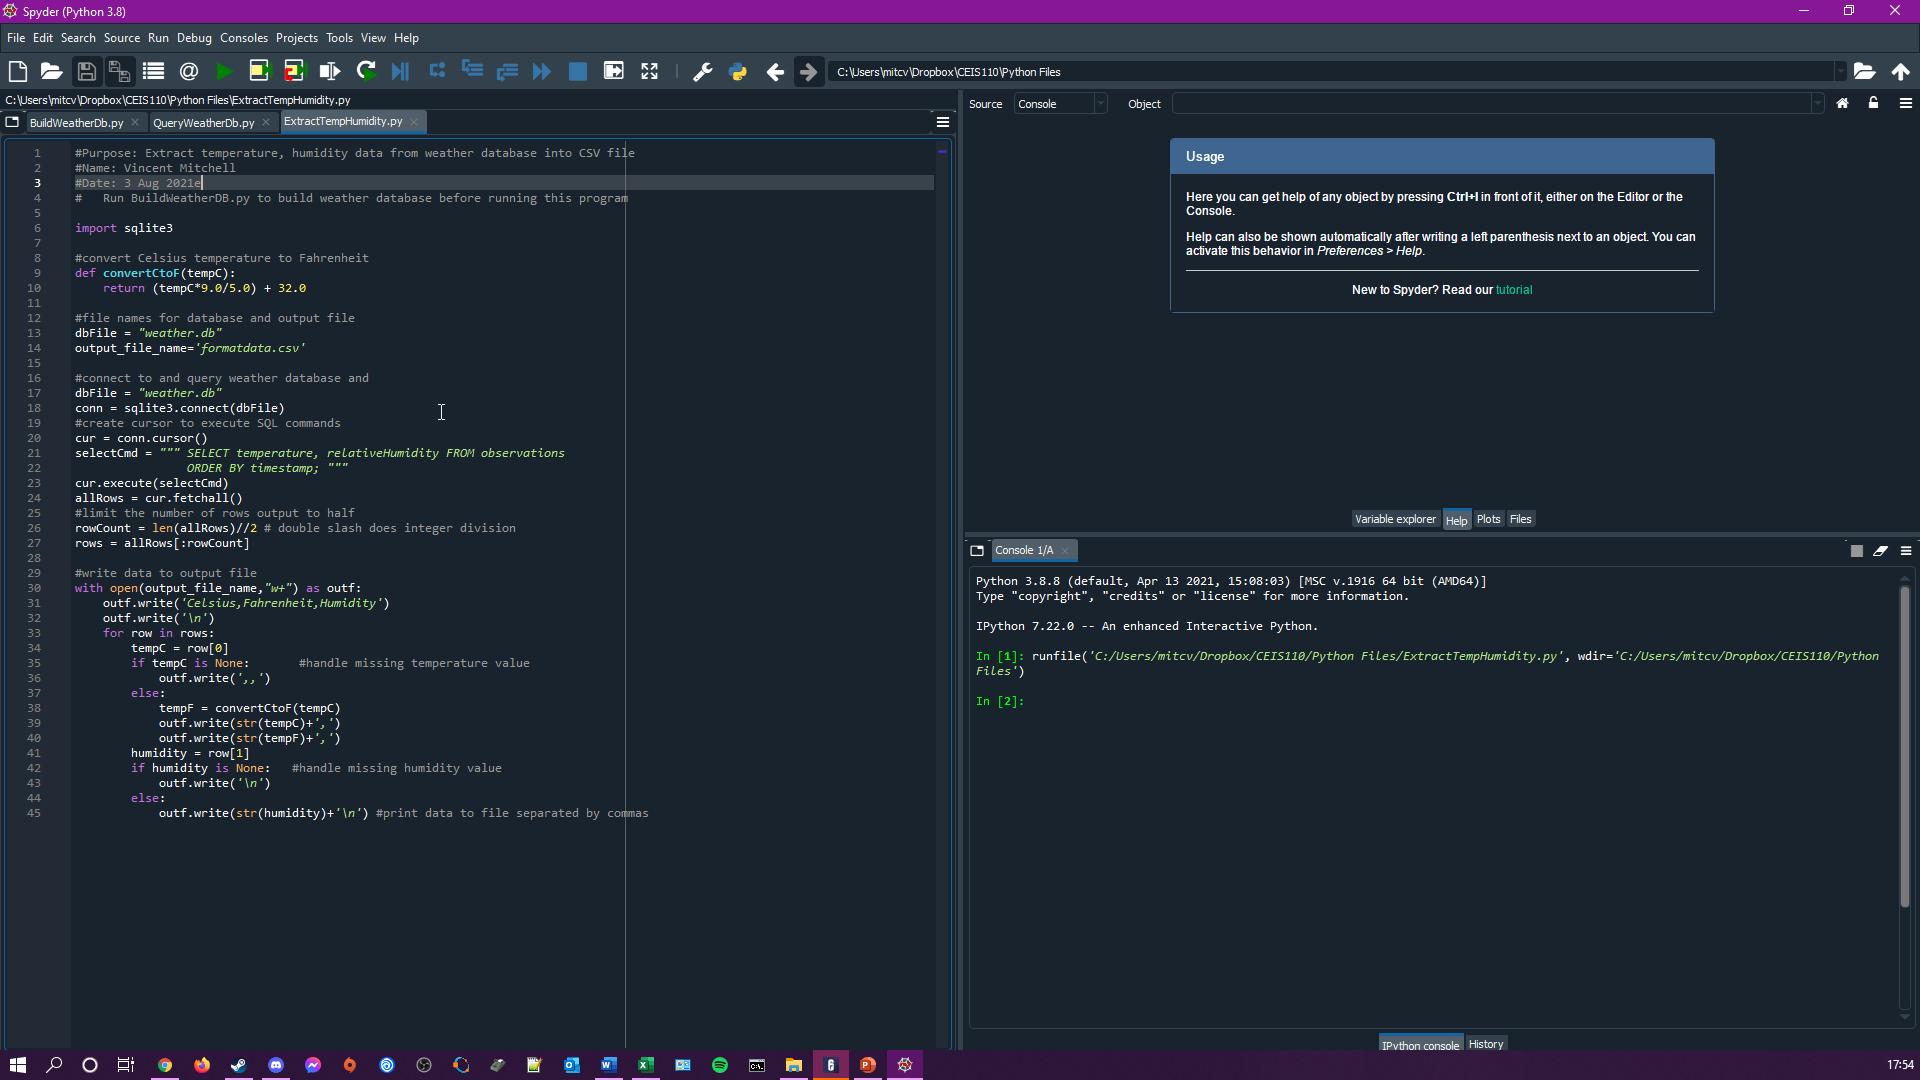 Spyder (Python 3.8)
File Edit Search Source Run Debug Consoles Projects Tools View Help
C:\Users\mitcv\Dropbox\CEIS110\Python Files
C:\Users\mitcv\Dropbox\CEIS110\Python Files\ExtractTempHumidity.py
BuildWeatherDb.py QueryWeatherDb.py ExtractTempHumidity.py
1 #Purpose: Extract temperature, humidity data from weather database into CSV file
2 #Name: Vincent Mitchell
3 #Date: 3 Aug 2021e
4 #   Run BuildWeatherDB.py to build weather database before running this program
5
6 import sqlite3
7
8 #convert Celsius temperature to Fahrenheit
9 def convertCtoF(tempC):
10     return (tempC*9.0/5.0) + 32.0
11
12 #file names for database and output file
13 dbFile = "weather.db"
14 output_file_name='formatdata.csv'
15
16 #connect to and query weather database and
17 dbFile = "weather.db"
18 conn = sqlite3.connect(dbFile)
19 #create cursor to execute SQL commands
20 cur = conn.cursor()
21 selectCmd = """ SELECT temperature, relativeHumidity FROM observations
22                 ORDER BY timestamp; """
23 cur.execute(selectCmd)
24 allRows = cur.fetchall()
25 #limit the number of rows output to half
26 rowCount = len(allRows)//2 # double slash does integer division
27 rows = allRows[:rowCount]
28
29 #write data to output file
30 with open(output_file_name,"w+") as outf:
31     outf.write('Celsius,Fahrenheit,Humidity')
32     outf.write('\n')
33     for row in rows:
34         tempC = row[0]
35         if tempC is None:       #handle missing temperature value
36             outf.write(',,')
37         else:
38             tempF = convertCtoF(tempC)
39             outf.write(str(tempC)+',')
40             outf.write(str(tempF)+',')
41         humidity = row[1]
42         if humidity is None:   #handle missing humidity value
43             outf.write('\n')
44         else:
45             outf.write(str(humidity)+'\n') #print data to file separated by commas
Source Console Object
Usage
Here you can get help of any object by pressing Ctrl+I in front of it, either on the Editor or the
Console.
Help can also be shown automatically after writing a left parenthesis next to an object. You can
activate this behavior in Preferences > Help.
New to Spyder? Read our tutorial
Variable explorer Help Plots Files
Console 1/A
Python 3.8.8 (default, Apr 13 2021, 15:08:03) [MSC v.1916 64 bit (AMD64)]
Type "copyright", "credits" or "license" for more information.
IPython 7.22.0 -- An enhanced Interactive Python.
In [1]: runfile('C:/Users/mitcv/Dropbox/CEIS110/Python Files/ExtractTempHumidity.py', wdir='C:/Users/mitcv/Dropbox/CEIS110/Python
Files')
In [2]:
IPython console History
17:54